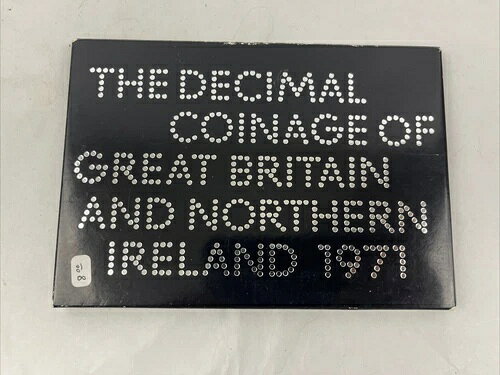 THE DECIMAL
COINAGE OF
GREAT BRITAIN
AND NORTHERN
IRELAND 1971